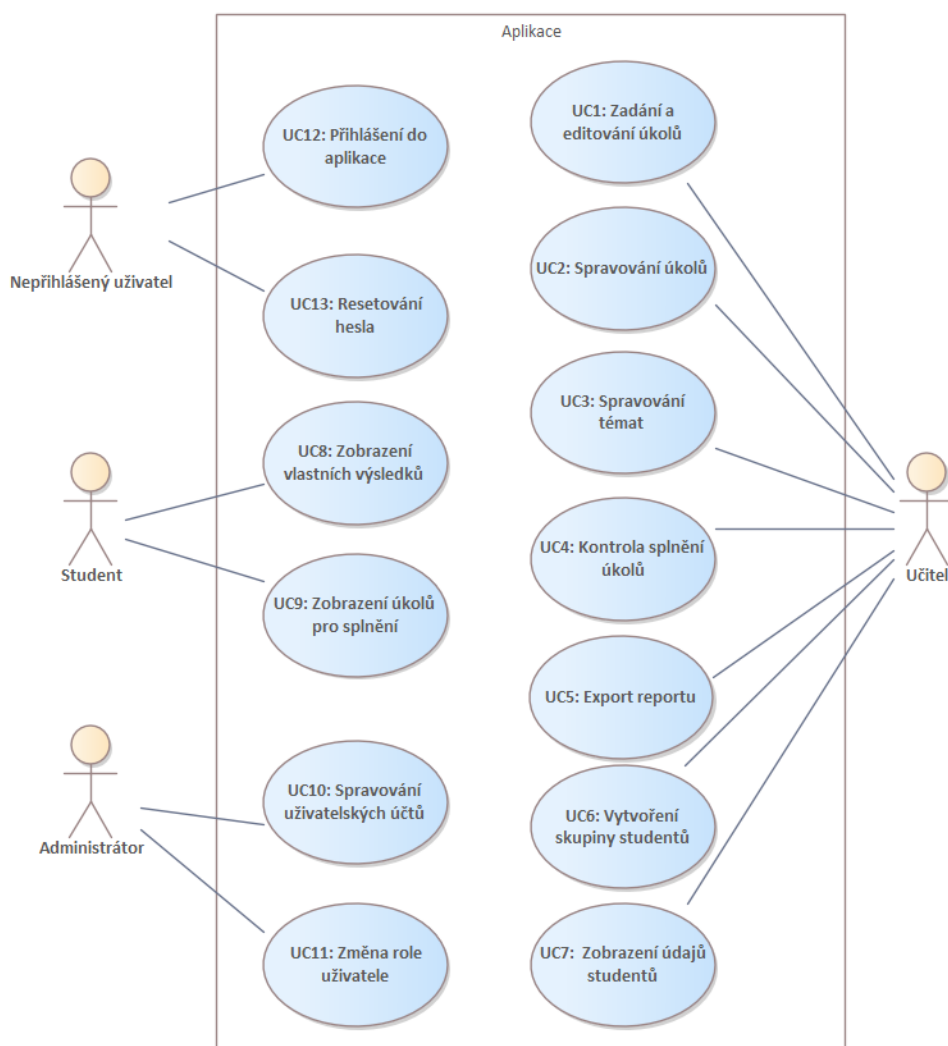 Aplikace
UC12: Přihlášení do
aplikace
UC1: Zadání a
editování úkolů
Nepřihlášený uživatel
UC13: Resetování
hesla
UC2: Spravování úkolů
UC3: Spravování
témat
UC8: Zobrazení
vlastních výsledků
Student
UC4: Kontrola splnění
úkolů
Učitel
UC9: Zobrazení úkolů
pro splnění
UC5: Export reportu
UC10: Spravování
uživatelských účtů
Administrátor
UC6: Vytvoření
skupiny studentů
UC11: Změna role
uživatele
UC7: Zobrazení údajů
studentů